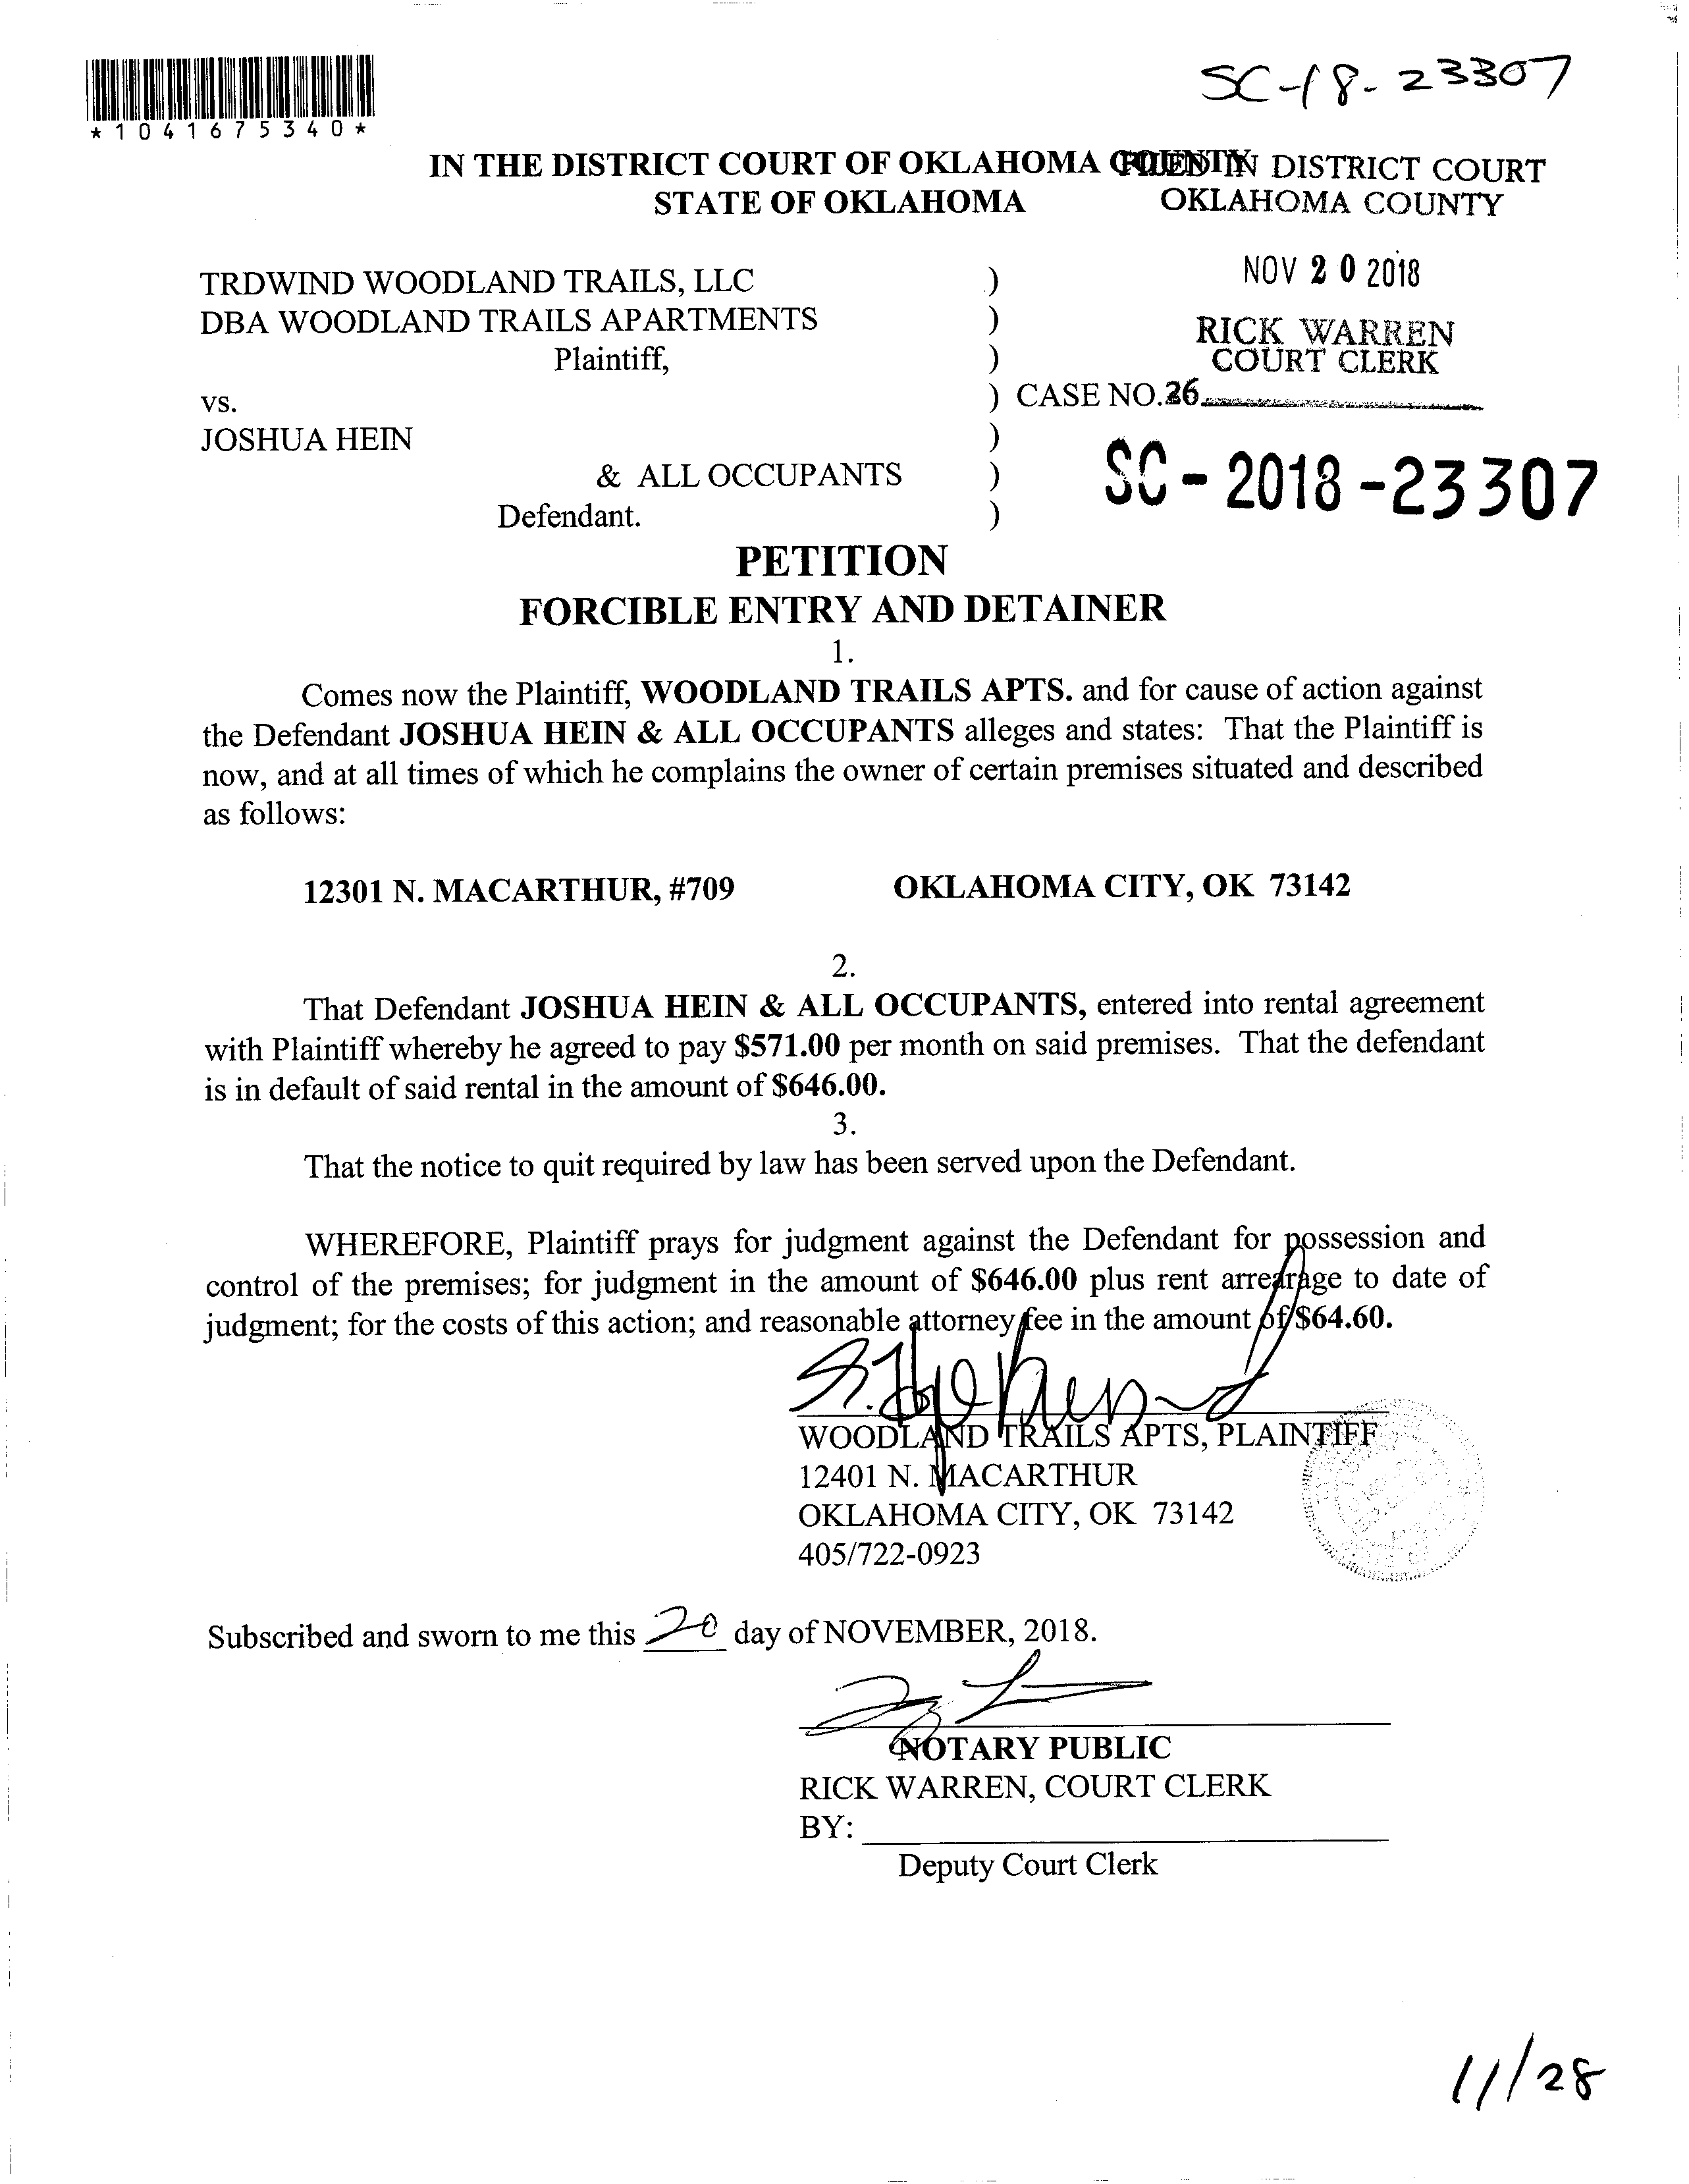 *1041675340*
SC-18-23307
IN THE DISTRICT COURT OF OKLAHOMA COUNTY
STATE OF OKLAHOMA
FILED IN DISTRICT COURT
OKLAHOMA COUNTY
NOV 20 2018
RICK WARREN
COURT CLERK
TRDWIND WOODLAND TRAILS, LLC )
DBA WOODLAND TRAILS APARTMENTS )
Plaintiff, )
vs. ) CASE NO.
26
JOSHUA HEIN )
& ALL OCCUPANTS )
Defendant. )
SC-2018-23307
PETITION
FORCIBLE ENTRY AND DETAINER
1.
Comes now the Plaintiff, WOODLAND TRAILS APTS. and for cause of action against
the Defendant JOSHUA HEIN & ALL OCCUPANTS alleges and states: That the Plaintiff is
now, and at all times of which he complains the owner of certain premises situated and described
as follows:
12301 N. MACARTHUR, #709 OKLAHOMA CITY, OK 73142
2.
That Defendant JOSHUA HEIN & ALL OCCUPANTS, entered into rental agreement
with Plaintiff whereby he agreed to pay $571.00 per month on said premises. That the defendant
is in default of said rental in the amount of $646.00.
3.
That the notice to quit required by law has been served upon the Defendant.
WHEREFORE, Plaintiff prays for judgment against the Defendant for possession and
control of the premises; for judgment in the amount of $646.00 plus rent arrearage to date of
judgment; for the costs of this action; and reasonable attorney fee in the amount of $64.60.
WOODLAND TRAILS APTS, PLAINTIFF
12401 N. MACARTHUR
OKLAHOMA CITY, OK 73142
405/722-0923
Subscribed and sworn to me this 20 day of NOVEMBER, 2018.
NOTARY PUBLIC
RICK WARREN, COURT CLERK
BY:
Deputy Court Clerk
11/28